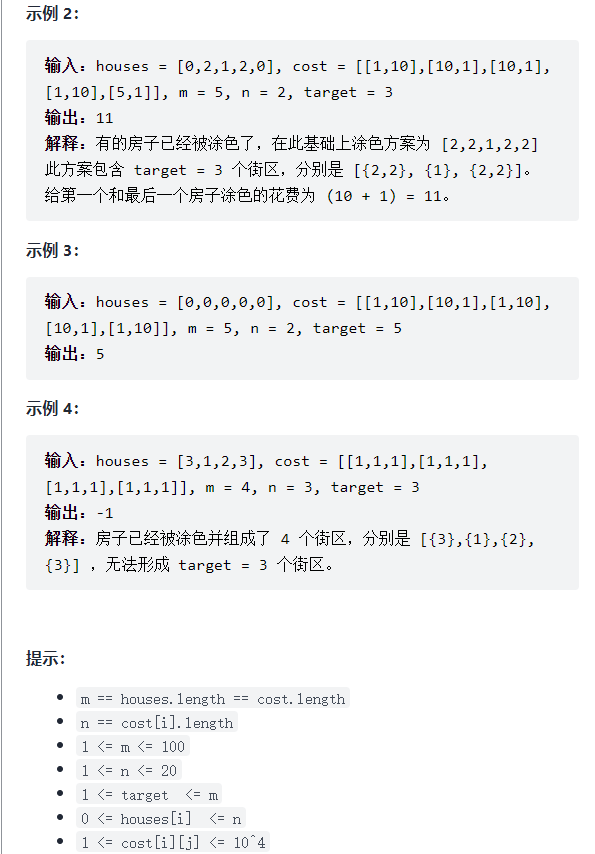 示例 2：
输入：houses = [0,2,1,2,0], cost = [[1,10],[10,1],[10,1],
[1,10],[5,1]], m = 5, n = 2, target = 3
输出：11
解释：有的房子已经被涂色了，在此基础上涂色方案为 [2,2,1,2,2]
此方案包含 target = 3 个街区，分别是 [{2,2}, {1}, {2,2}]。
给第一个和最后一个房子涂色的花费为 (10 + 1) = 11。
示例 3：
输入：houses = [0,0,0,0,0], cost = [[1,10],[10,1],[1,10],
[10,1],[1,10]], m = 5, n = 2, target = 5
输出：5
示例 4：
输入：houses = [3,1,2,3], cost = [[1,1,1],[1,1,1],
[1,1,1],[1,1,1]], m = 4, n = 3, target = 3
输出：-1
解释：房子已经被涂色并组成了 4 个街区，分别是 [{3},{1},{2},
{3}] ，无法形成 target = 3 个街区。
提示：
m == houses.length == cost.length
n == cost[i].length
1 <= m <= 100
1 <= n <= 20
1 <= target <= m
0 <= houses[i] <= n
1 <= cost[i][j] <= 10^4